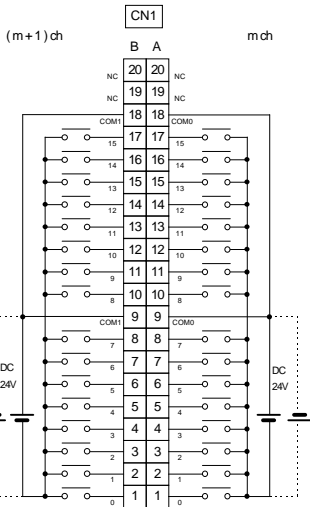 CN1
(m+1)ch
m ch
B A
NC 20 20 NC
NC 19 19 NC
COM1 18 18 COM0
15 17 17 15
14 16 16 14
13 15 15 13
12 14 14 12
11 13 13 11
10 12 12 10
9 11 11 9
8 10 10 8
COM1 9 9 COM0
7 8 8 7
6 7 7 6
5 6 6 5
4 5 5 4
3 4 4 3
2 3 3 2
1 2 2 1
0 1 1 0
DC
24V
DC
24V